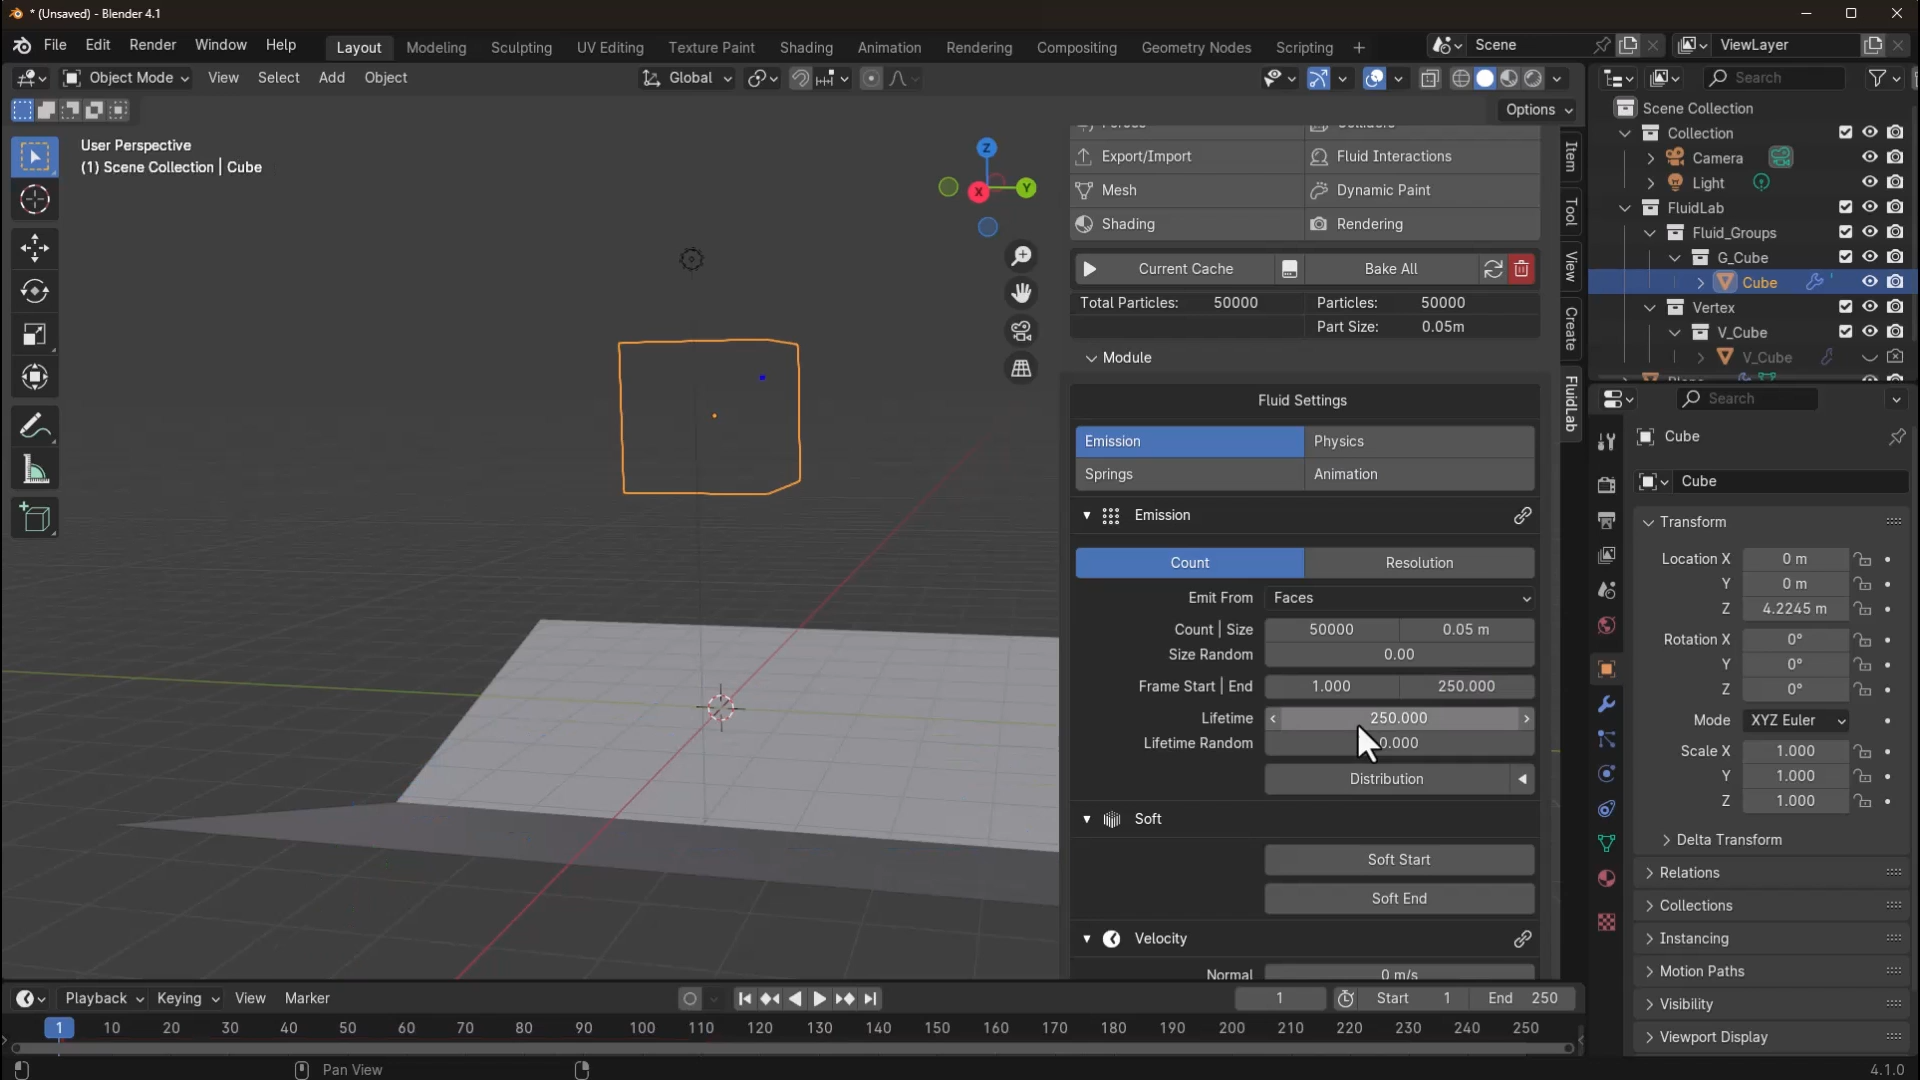 * (Unsaved) - Blender 4.1
File Edit Render Window Help
Layout Modeling Sculpting UV Editing Texture Paint Shading Animation Rendering Compositing Geometry Nodes Scripting +
Scene
ViewLayer
Object Mode View Select Add Object
Global
Search
Options
User Perspective
(1) Scene Collection | Cube
Z
Y
X
Export/Import
Fluid Interactions
Mesh
Dynamic Paint
Shading
Rendering
Current Cache
Bake All
Total Particles: 50000
Particles: 50000
Part Size: 0.05m
Module
Fluid Settings
Emission
Physics
Springs
Animation
Emission
Count
Resolution
Emit From Faces
Count | Size 50000 0.05 m
Size Random 0.00
Frame Start | End 1.000 250.000
Lifetime 250.000
Lifetime Random 0.000
Distribution
Soft
Soft Start
Soft End
Velocity
Normal 0 m/s
Item
Tool
View
Create
FluidLab
Scene Collection
Collection
Camera
Light
FluidLab
Fluid_Groups
G_Cube
Cube
Vertex
V_Cube
V_Cube
Search
Cube
Cube
Transform
Location X 0 m
Y 0 m
Z 4.2245 m
Rotation X 0°
Y 0°
Z 0°
Mode XYZ Euler
Scale X 1.000
Y 1.000
Z 1.000
Delta Transform
Relations
Collections
Instancing
Motion Paths
Visibility
Viewport Display
Playback Keying View Marker
1
Start 1
End 250
1 10 20 30 40 50 60 70 80 90 100 110 120 130 140 150 160 170 180 190 200 210 220 230 240 250
Pan View
4.1.0